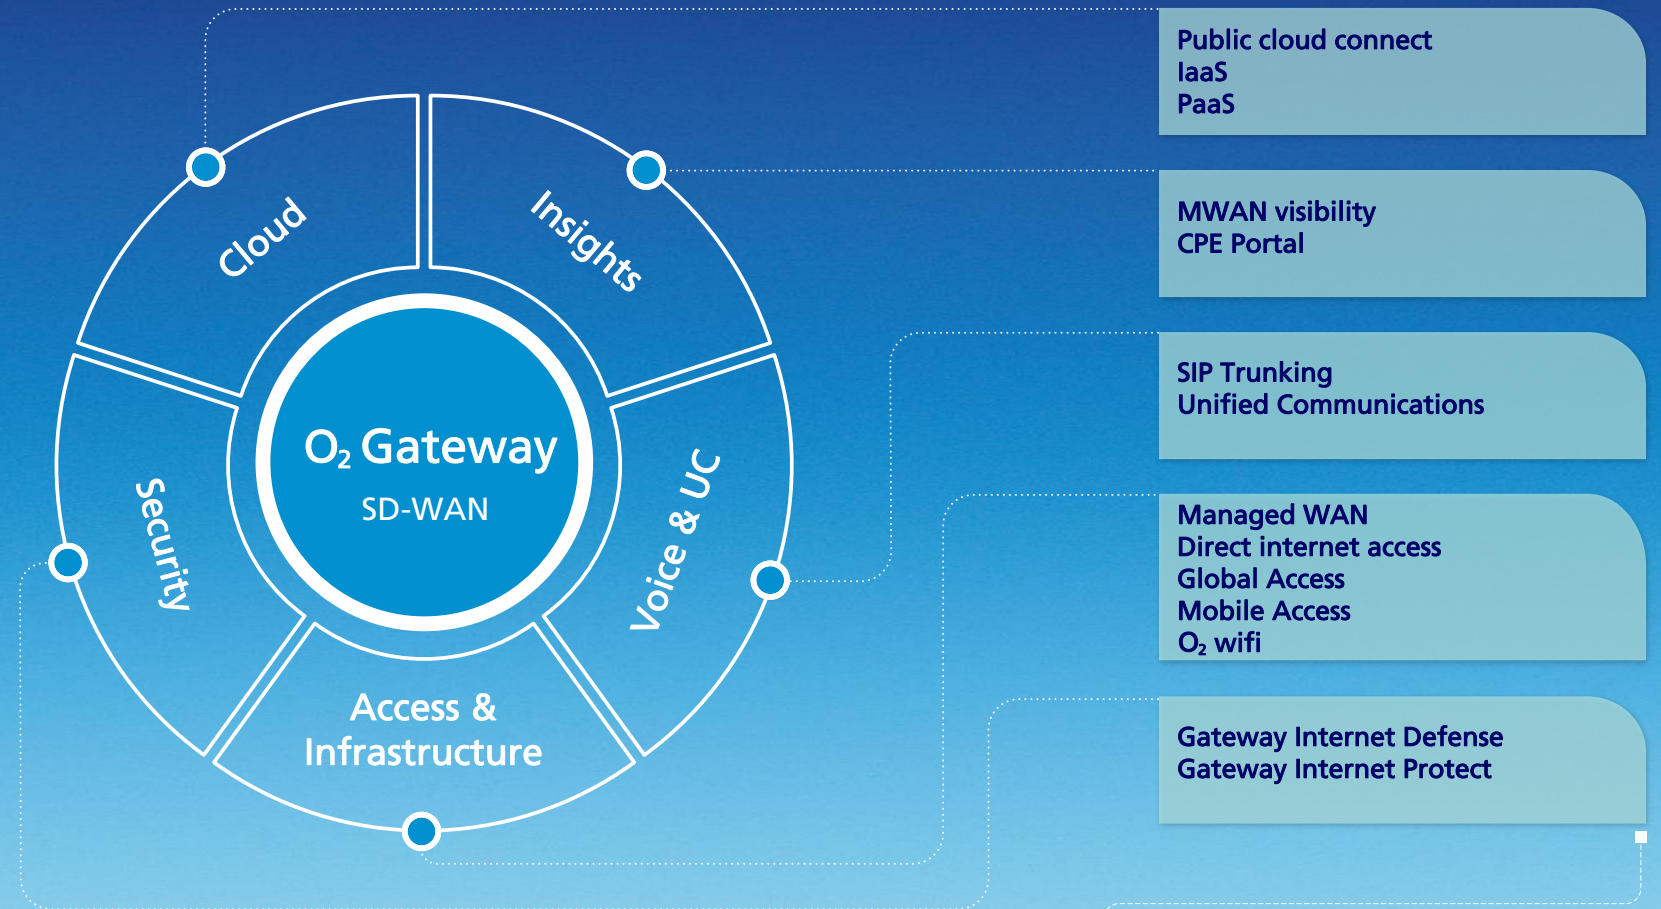 Cloud
Insights
Security
O₂ Gateway
SD-WAN
Voice & UC
Access &
Infrastructure
Public cloud connect
IaaS
PaaS
MWAN visibility
CPE Portal
SIP Trunking
Unified Communications
Managed WAN
Direct internet access
Global Access
Mobile Access
O₂ wifi
Gateway Internet Defense
Gateway Internet Protect